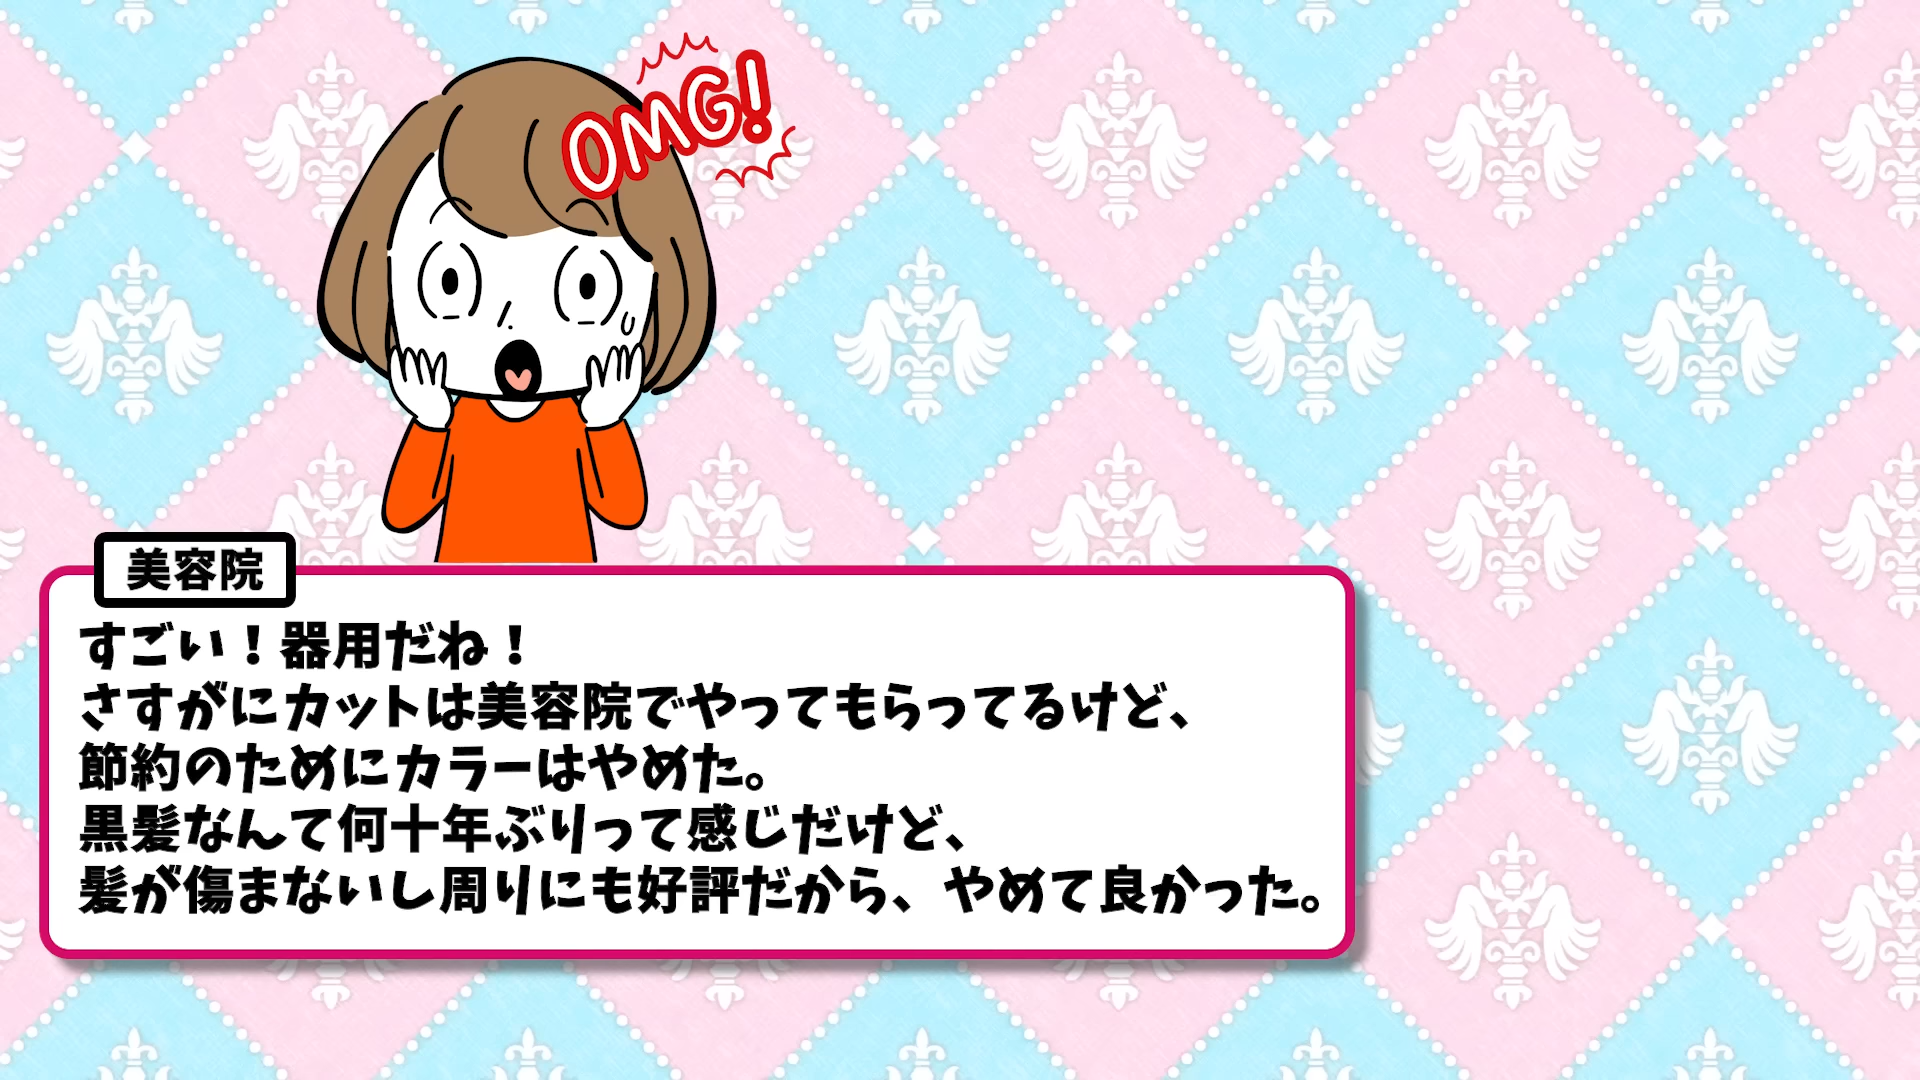 OMG!
美容院
すごい！器用だね！
さすがにカットは美容院でやってもらってるけど、
節約のためにカラーはやめた。
黒髪なんて何十年ぶりって感じだけど、
髪が傷まないし周りにも好評だから、やめて良かった。